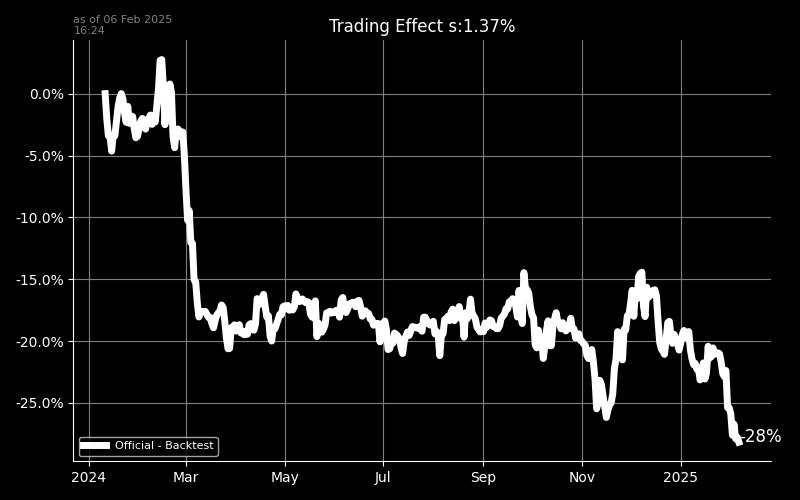 as of 06 Feb 2025
16:24
Trading Effect s:1.37%
0.0%
-5.0%
-10.0%
-15.0%
-20.0%
-25.0%
-28%
Official - Backtest
2024 Mar May Jul Sep Nov 2025